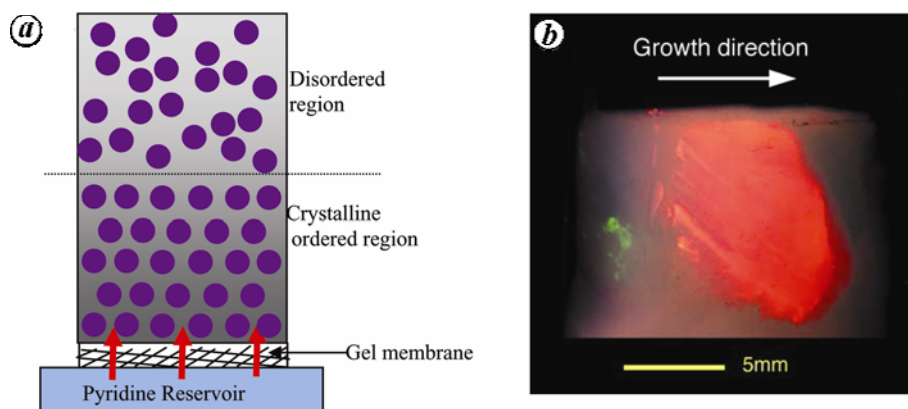 a
Disordered
region
Crystalline
ordered region
Gel membrane
Pyridine Reservoir
b
Growth direction
5mm